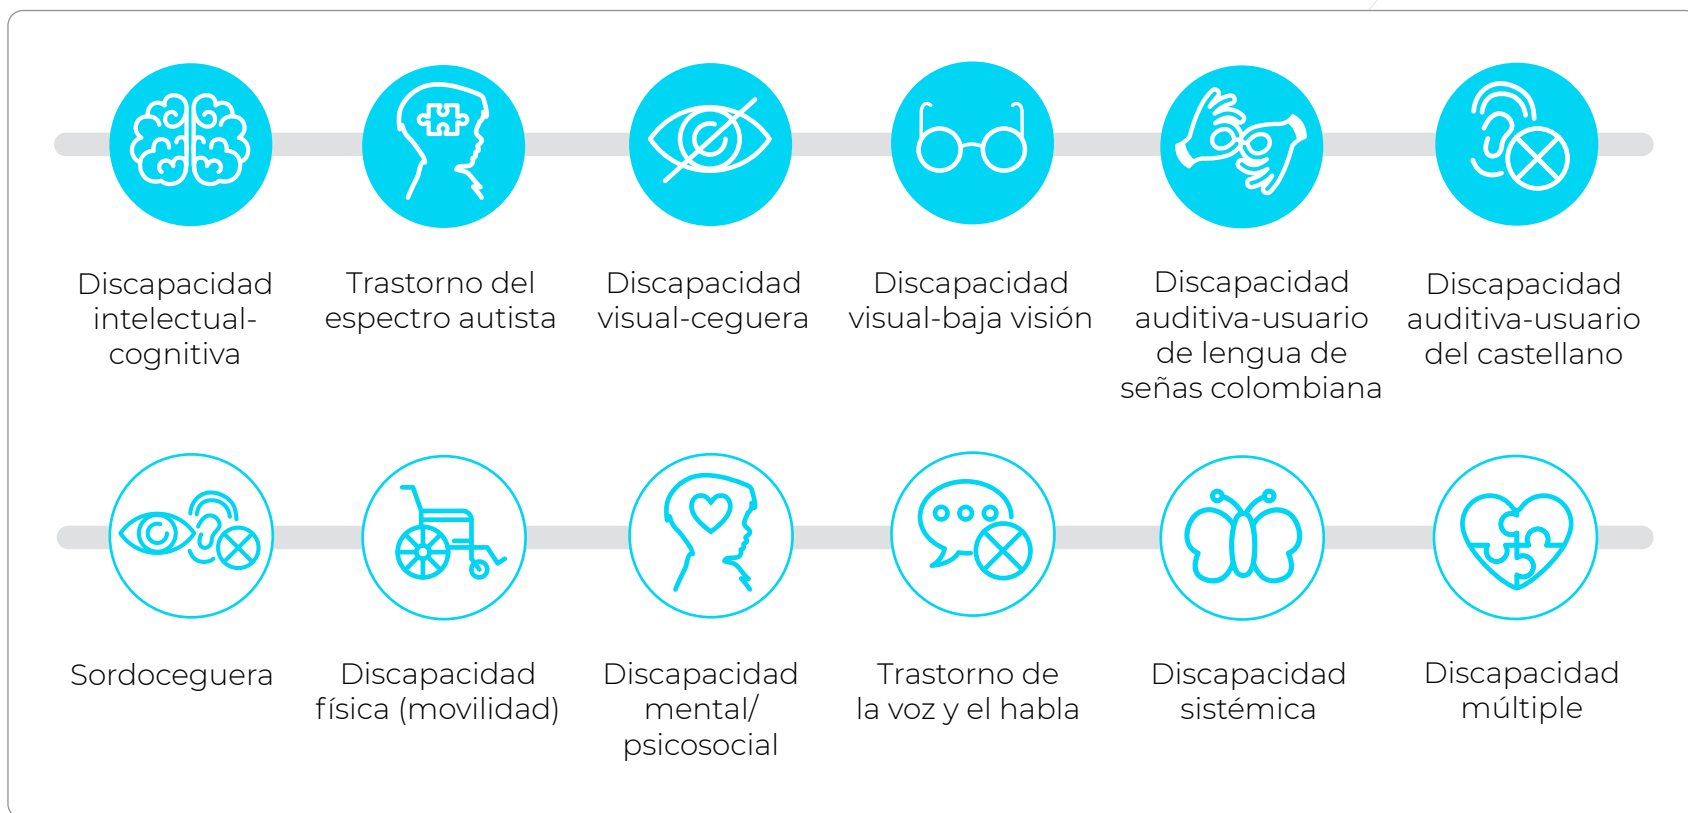 Discapacidad
intelectual-
cognitiva
Trastorno del
espectro autista
Discapacidad
visual-ceguera
Discapacidad
visual-baja visión
Discapacidad
auditiva-usuario
de lengua de
señas colombiana
Discapacidad
auditiva-usuario
del castellano
Sordoceguera
Discapacidad
física (movilidad)
Discapacidad
mental/
psicosocial
Trastorno de
la voz y el habla
Discapacidad
sistémica
Discapacidad
múltiple